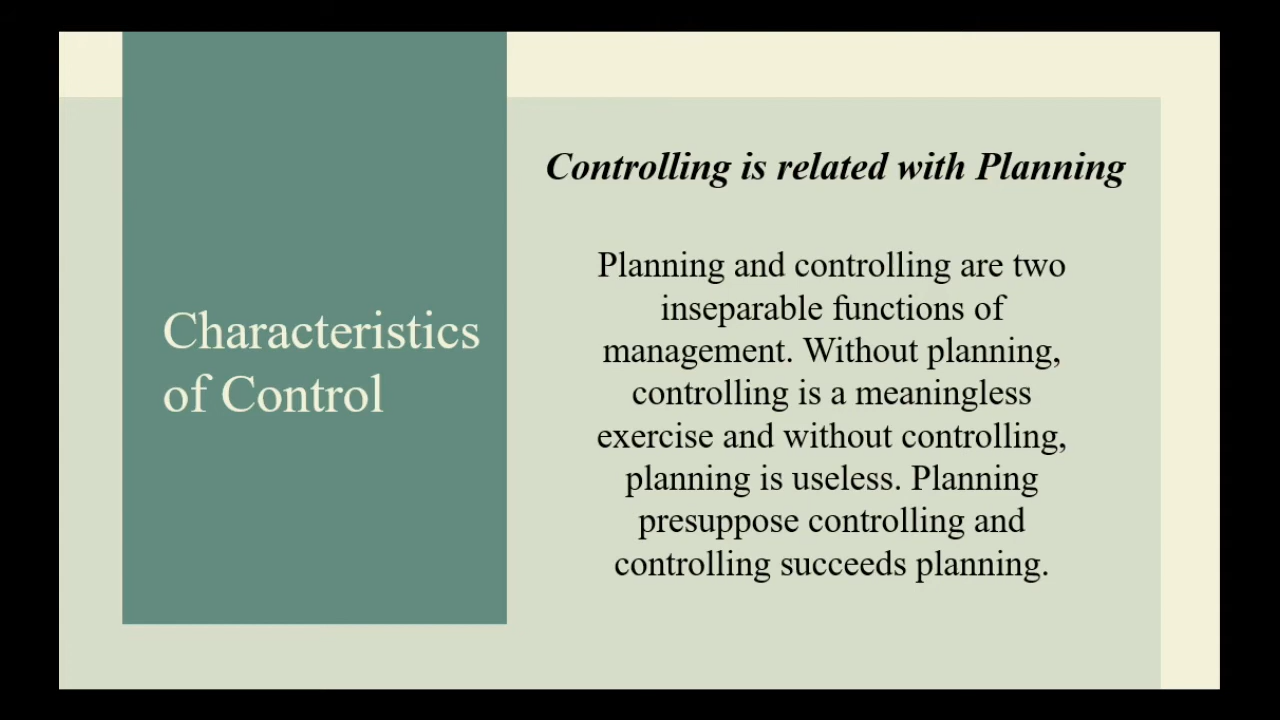 Characteristics
of Control
Controlling is related with Planning
Planning and controlling are two
inseparable functions of
management. Without planning,
controlling is a meaningless
exercise and without controlling,
planning is useless. Planning
presuppose controlling and
controlling succeeds planning.